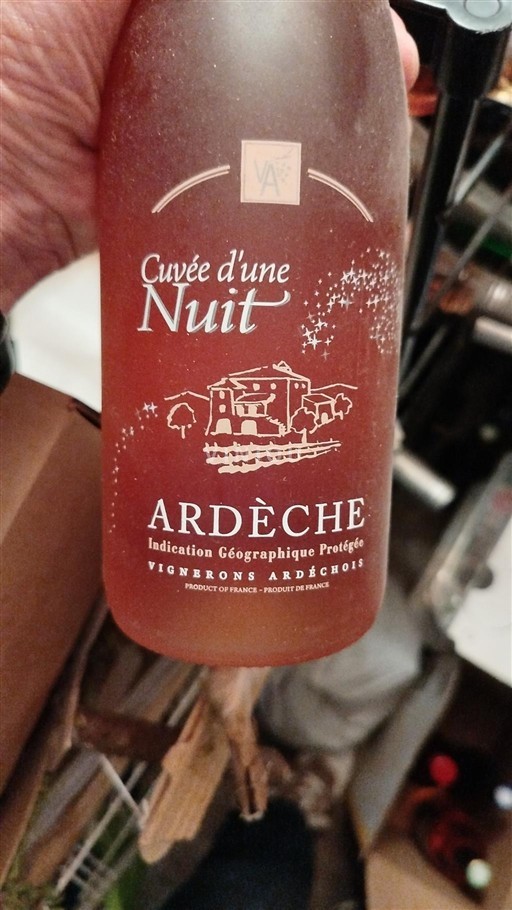 VA
Cuvée d'une
Nuit
ARDÈCHE
Indication Géographique Protégée
VIGNERONS ARDÉCHOIS
PRODUCT OF FRANCE - PRODUIT DE FRANCE